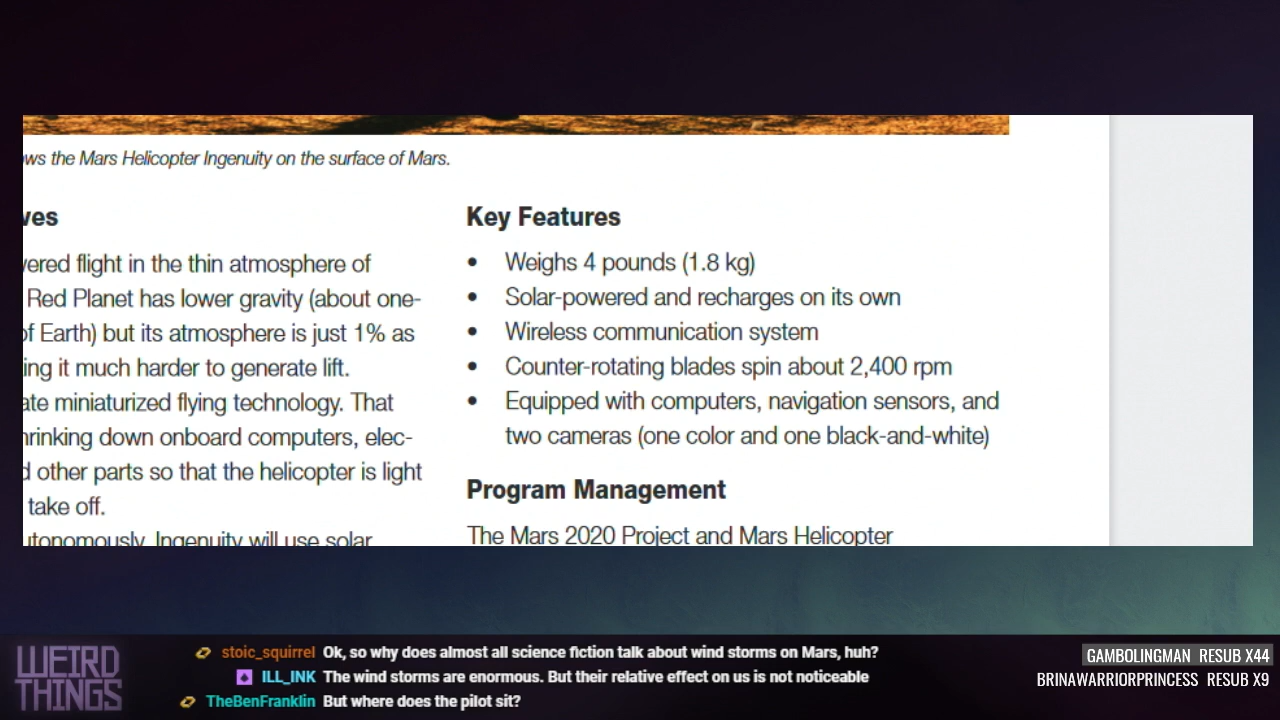 ws the Mars Helicopter Ingenuity on the surface of Mars.
ves
vered flight in the thin atmosphere of
Red Planet has lower gravity (about one-
of Earth) but its atmosphere is just 1% as
ing it much harder to generate lift.
ate miniaturized flying technology. That
hrinking down onboard computers, elec-
d other parts so that the helicopter is light
take off.
utonomously. Ingenuity will use solar
Key Features
• Weighs 4 pounds (1.8 kg)
• Solar-powered and recharges on its own
• Wireless communication system
• Counter-rotating blades spin about 2,400 rpm
• Equipped with computers, navigation sensors, and
two cameras (one color and one black-and-white)
Program Management
The Mars 2020 Project and Mars Helicopter
WEIRD
THINGS
stoic_squirrel Ok, so why does almost all science fiction talk about wind storms on Mars, huh?
ILL_INK The wind storms are enormous. But their relative effect on us is not noticeable
TheBenFranklin But where does the pilot sit?
GAMBOLINGMAN RESUB X44
BRINAWARRIORPRINCESS RESUB X9